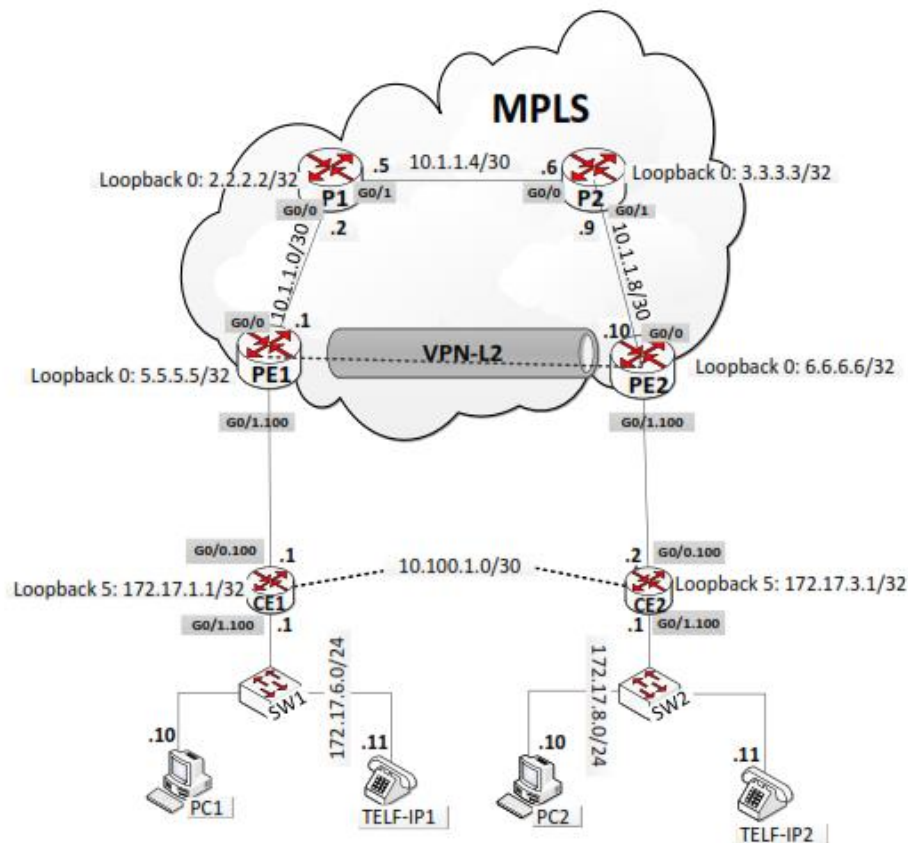 MPLS
.5 10.1.1.4/30 .6
Loopback 0: 2.2.2.2/32
P1
G0/1
G0/0
P2
Loopback 0: 3.3.3.3/32
G0/0
G0/1
.2
.9
10.1.1.0/30
10.1.1.8/30
G0/0
.1
.10
G0/0
VPN-L2
PE1
PE2
Loopback 0: 5.5.5.5/32
Loopback 0: 6.6.6.6/32
G0/1.100
G0/1.100
G0/0.100
.1
.2
G0/0.100
10.100.1.0/30
Loopback 5: 172.17.1.1/32
CE1
CE2
Loopback 5: 172.17.3.1/32
G0/1.100
.1
.1
G0/1.100
SW1
172.17.6.0/24
172.17.8.0/24
SW2
.10
.11
.10
.11
PC1
TELF-IP1
PC2
TELF-IP2